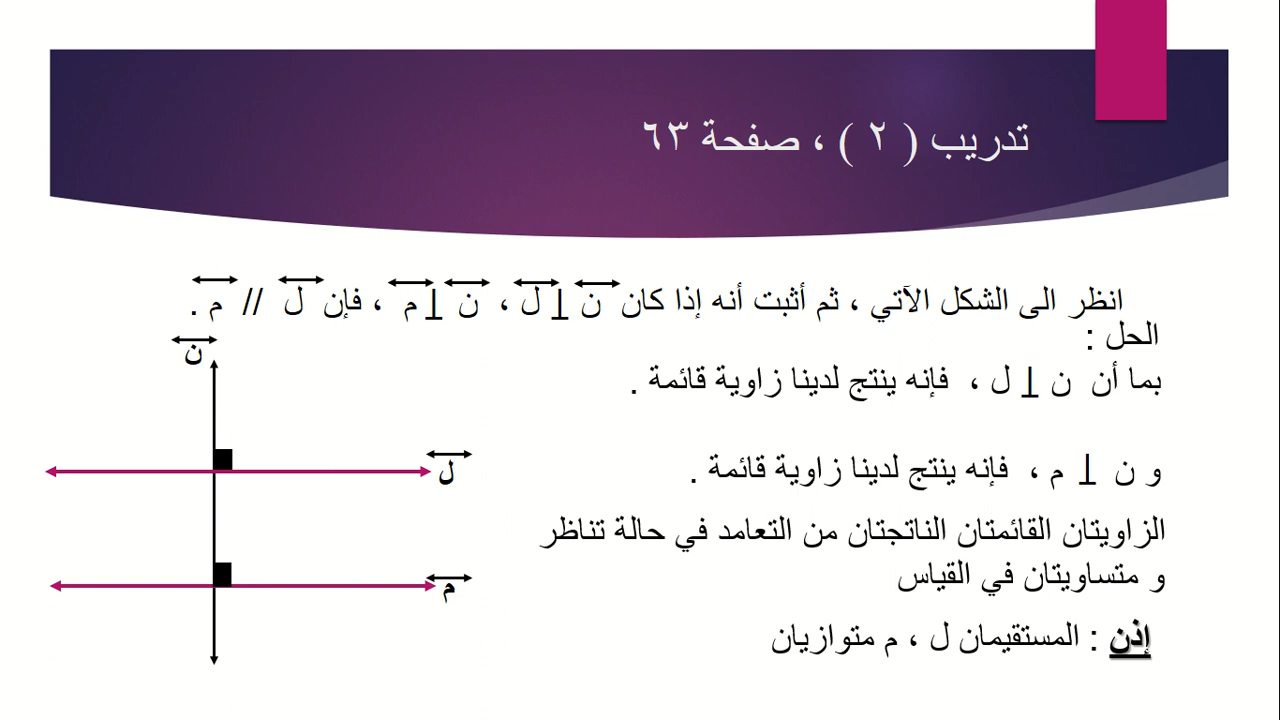 تدريب ( ٢ ) ، صفحة ٦٣
انظر الى الشكل الآتي ، ثم أثبت أنه إذا كان ن ⊥ ل ، ن ⊥ م ، فإن ل // م .
الحل :
ن
بما أن ن ⊥ ل ، فإنه ينتج لدينا زاوية قائمة .
ل
و ن ⊥ م ، فإنه ينتج لدينا زاوية قائمة .
الزاويتان القائمتان الناتجتان من التعامد في حالة تناظر
و متساويتان في القياس
م
إذن : المستقيمان ل ، م متوازيان